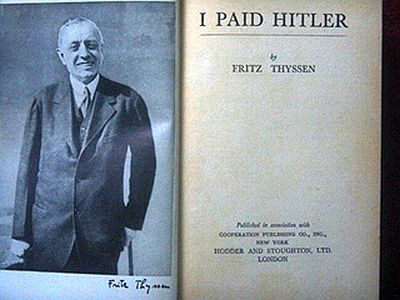 Fritz Thyssen
I PAID HITLER
by
FRITZ THYSSEN
Published in association with
COOPERATION PUBLISHING CO., INC.,
NEW YORK
HODDER AND STOUGHTON, LTD.
LONDON